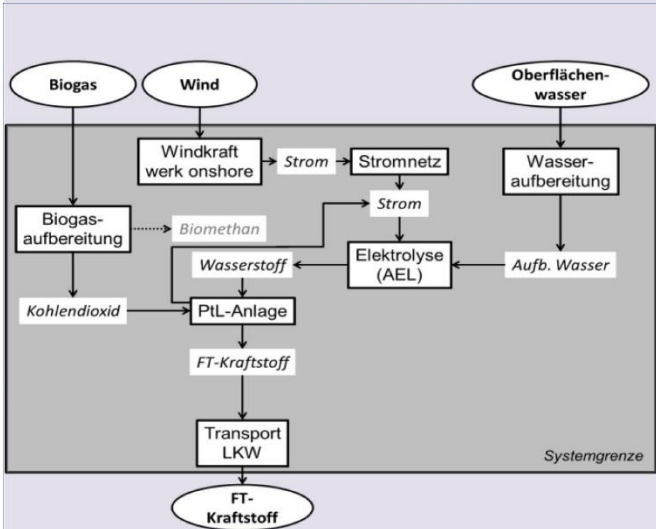 Biogas
Wind
Oberflächen-
wasser
Windkraft
werk onshore
Strom
Stromnetz
Wasser-
aufbereitung
Biogas-
aufbereitung
Biomethan
Strom
Wasserstoff
Elektrolyse
(AEL)
Aufb. Wasser
Kohlendioxid
PtL-Anlage
FT-Kraftstoff
Transport
LKW
Systemgrenze
FT-
Kraftstoff